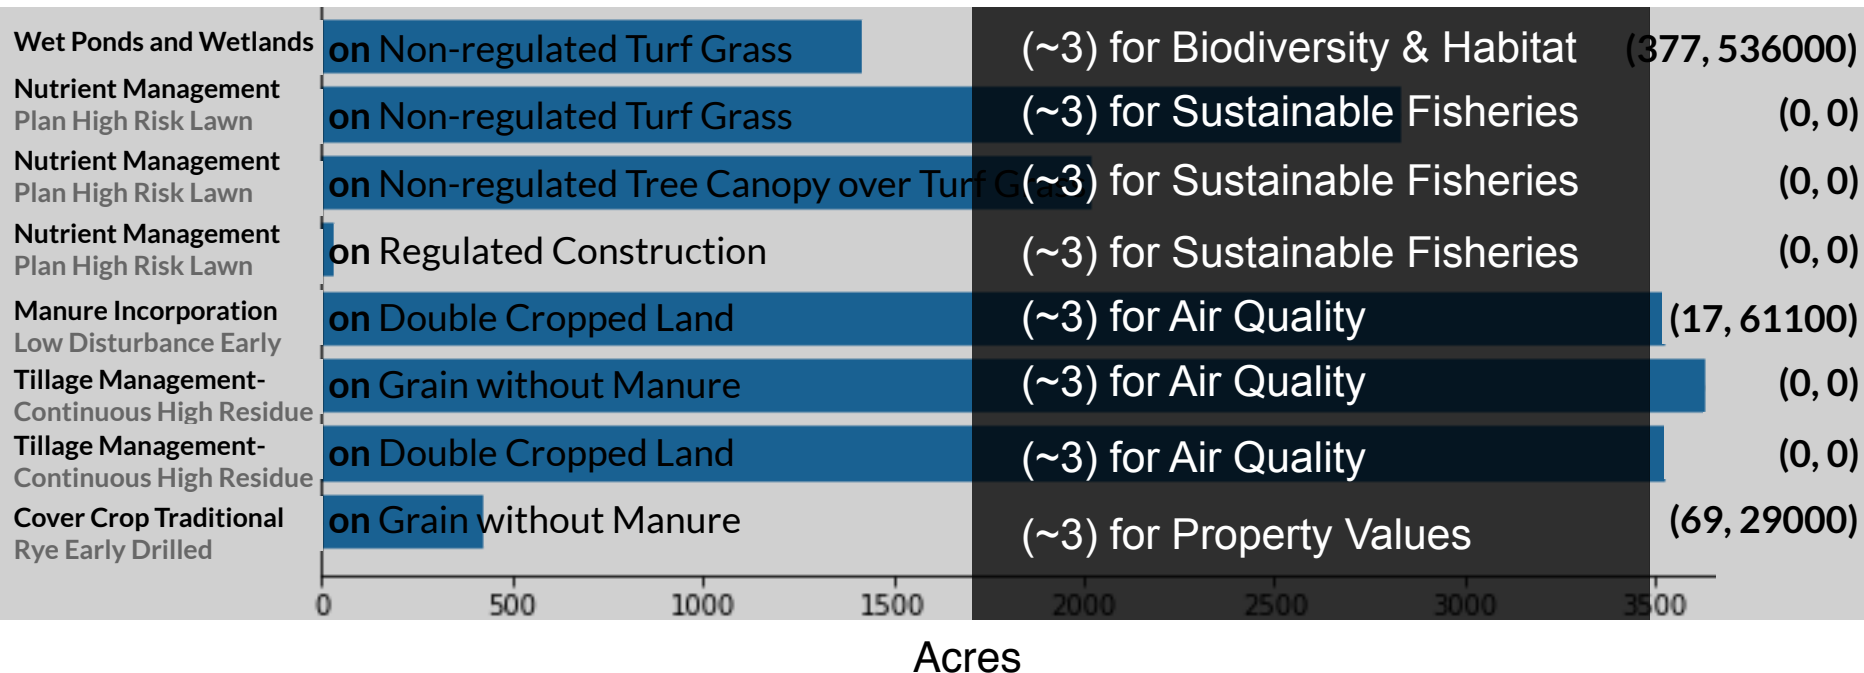 Wet Ponds and Wetlands on Non-regulated Turf Grass (~3) for Biodiversity & Habitat (377, 536000)
Nutrient Management
Plan High Risk Lawn on Non-regulated Turf Grass (~3) for Sustainable Fisheries (0, 0)
Nutrient Management
Plan High Risk Lawn on Non-regulated Tree Canopy over Turf Grass (~3) for Sustainable Fisheries (0, 0)
Nutrient Management
Plan High Risk Lawn on Regulated Construction (~3) for Sustainable Fisheries (0, 0)
Manure Incorporation
Low Disturbance Early on Double Cropped Land (~3) for Air Quality (17, 61100)
Tillage Management-
Continuous High Residue on Grain without Manure (~3) for Air Quality (0, 0)
Tillage Management-
Continuous High Residue on Double Cropped Land (~3) for Air Quality (0, 0)
Cover Crop Traditional
Rye Early Drilled on Grain without Manure (~3) for Property Values (69, 29000)
0 500 1000 1500 2000 2500 3000 3500
Acres